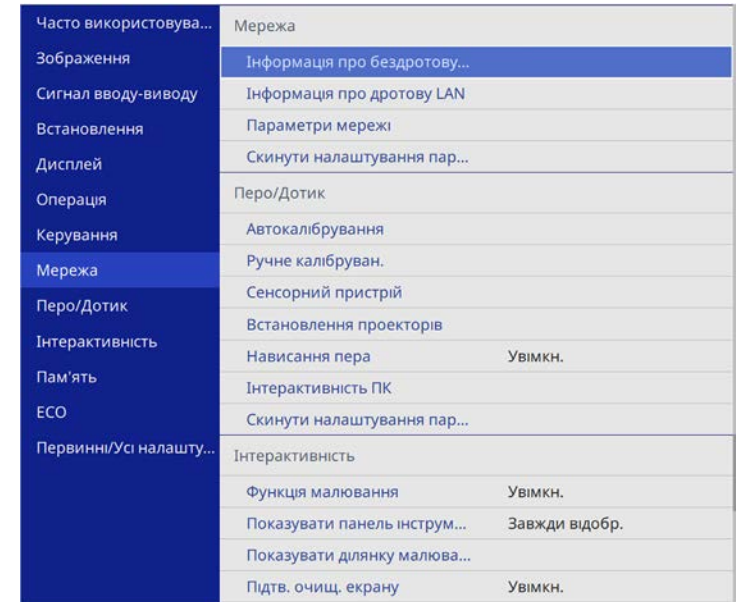 Часто використовува...
Зображення
Сигнал вводу-виводу
Встановлення
Дисплей
Операція
Керування
Мережа
Перо/Дотик
Інтерактивність
Пам'ять
ECO
Первинні/Усі налашту...
Мережа
Інформація про бездротову...
Інформація про дротову LAN
Параметри мережі
Скинути налаштування пар...
Перо/Дотик
Автокалібрування
Ручне калібруван.
Сенсорний пристрій
Встановлення проекторів
Нависання пера Увімкн.
Інтерактивність ПК
Скинути налаштування пар...
Інтерактивність
Функція малювання Увімкн.
Показувати панель інструм... Завжди відобр.
Показувати ділянку малюва...
Підтв. очищ. екрану Увімкн.